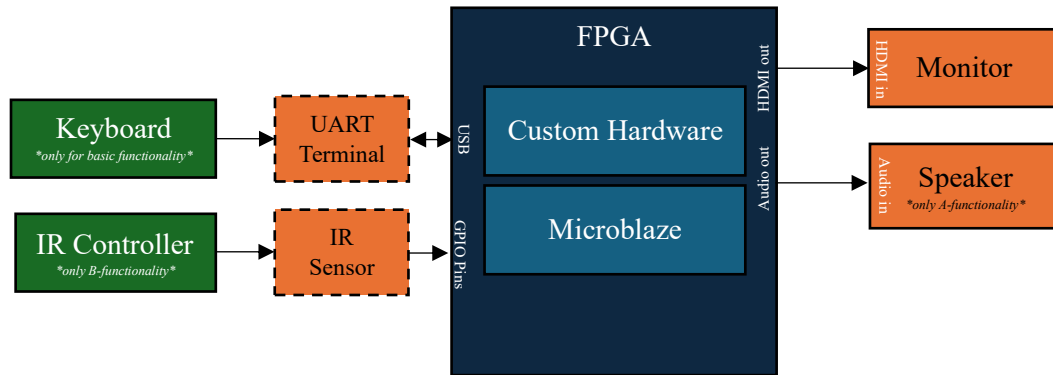 FPGA
Keyboard
*only for basic functionality*
UART
Terminal
USB
Custom Hardware
HDMI out
HDMI in
Monitor
IR Controller
*only B-functionality*
IR
Sensor
GPIO Pins
Microblaze
Audio out
Audio in
Speaker
*only A-functionality*